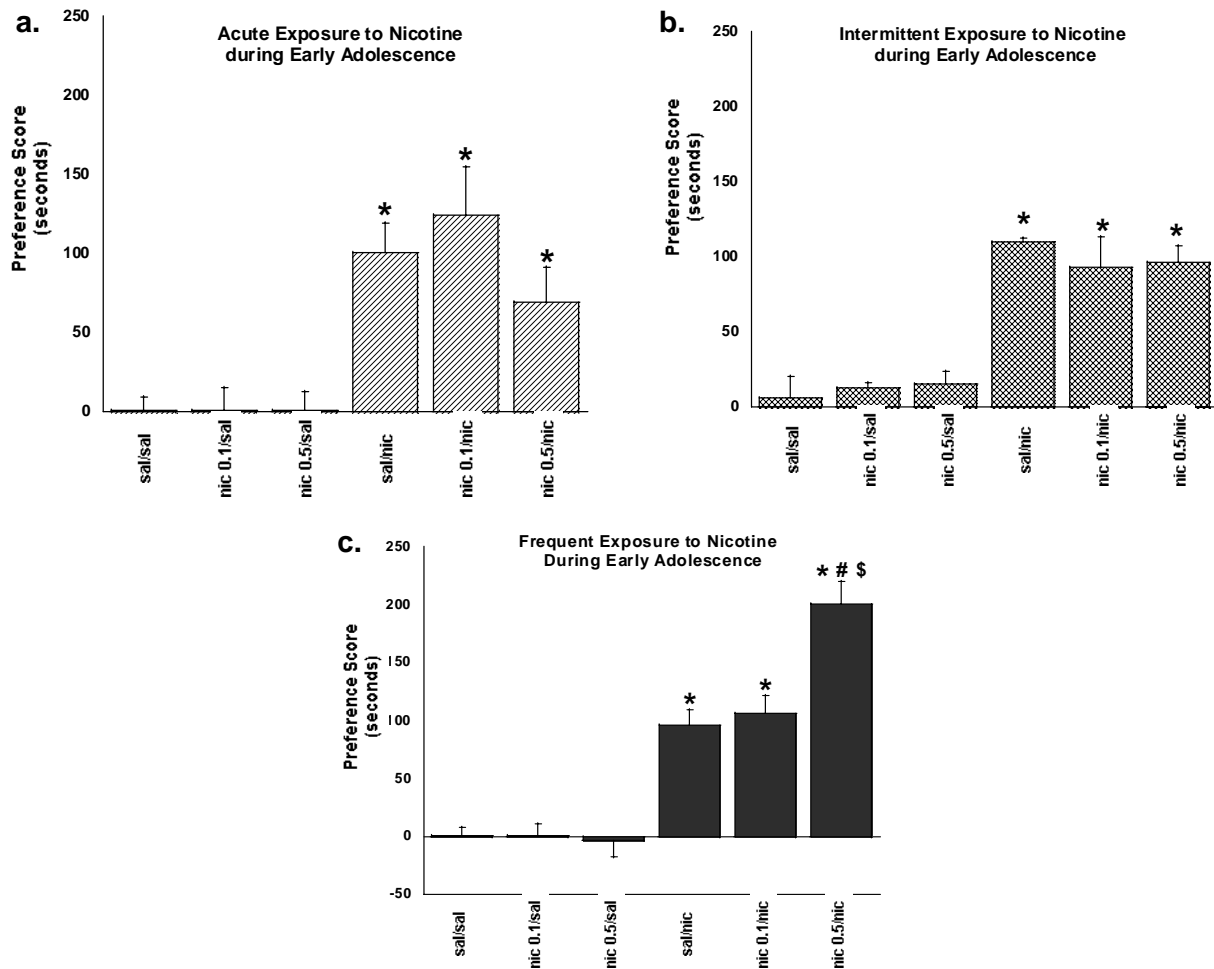 a.
Acute Exposure to Nicotine
during Early Adolescence
Preference Score
(seconds)
250
200
150
100
50
0
*
*
*
sal/sal
nic 0.1/sal
nic 0.5/sal
sal/nic
nic 0.1/nic
nic 0.5/nic
b.
Intermittent Exposure to Nicotine
during Early Adolescence
Preference Score
(seconds)
250
200
150
100
50
0
*
*
*
sal/sal
nic 0.1/sal
nic 0.5/sal
sal/nic
nic 0.1/nic
nic 0.5/nic
c.
Frequent Exposure to Nicotine
During Early Adolescence
Preference Score
(seconds)
250
200
150
100
50
0
-50
*
*
* # $
sal/sal
nic 0.1/sal
nic 0.5/sal
sal/nic
nic 0.1/nic
nic 0.5/nic